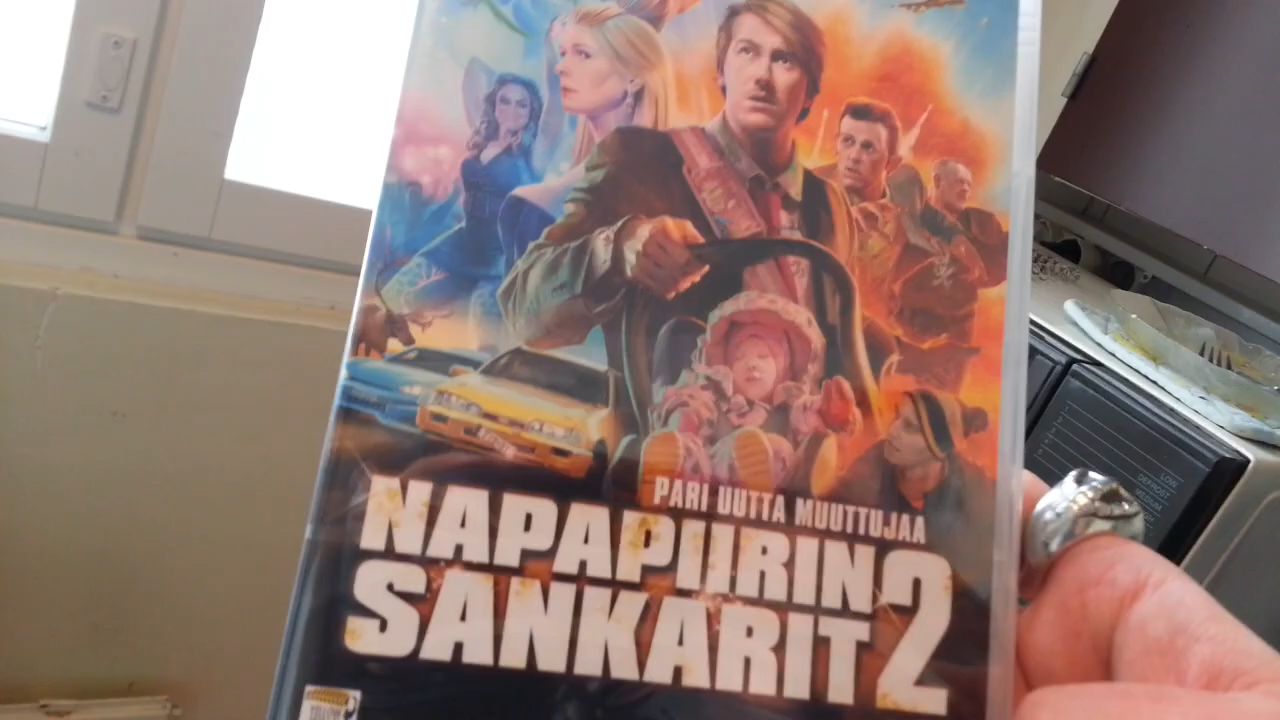 PARI UUTTA MUUTTUJAA
NAPAPIIRIN
SANKARIT 2
LOW
DEFROST
MEDIUM